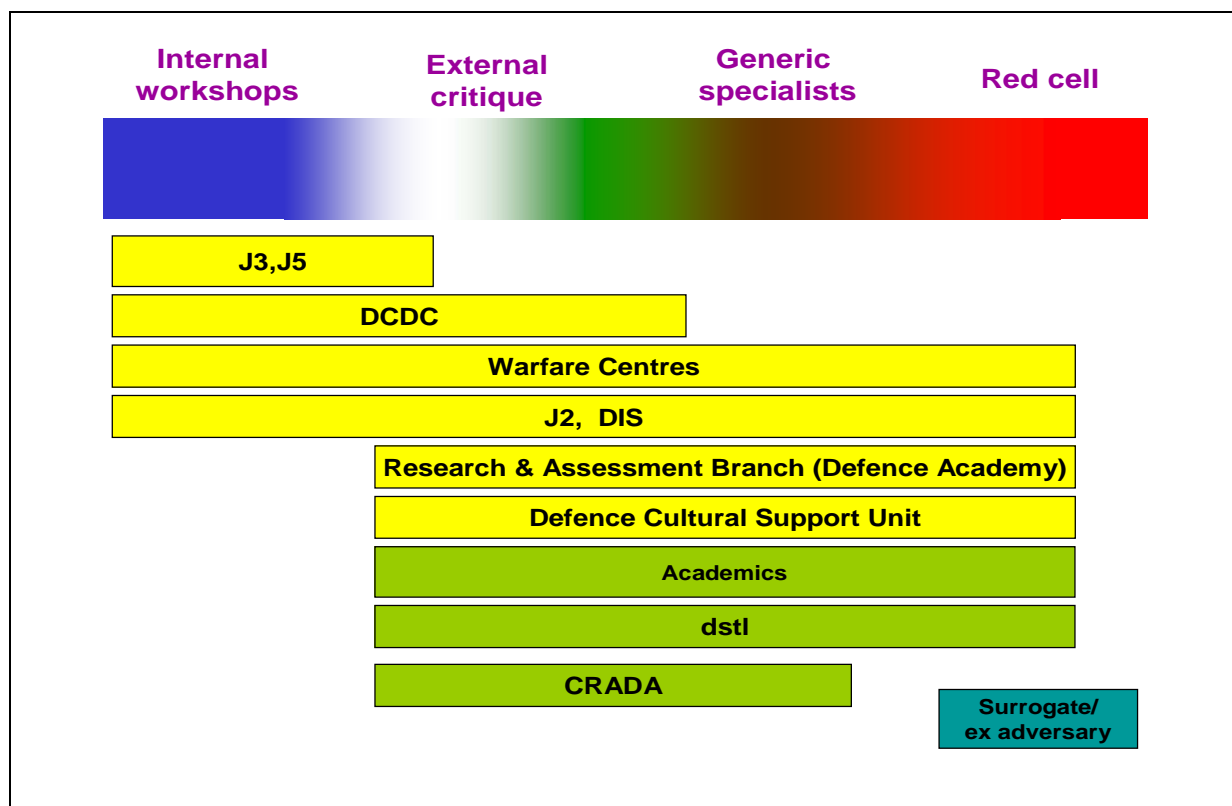 Internal
workshops
External
critique
Generic
specialists
Red cell
J3,J5
DCDC
Warfare Centres
J2, DIS
Research & Assessment Branch (Defence Academy)
Defence Cultural Support Unit
Academics
dstl
CRADA
Surrogate/
ex adversary